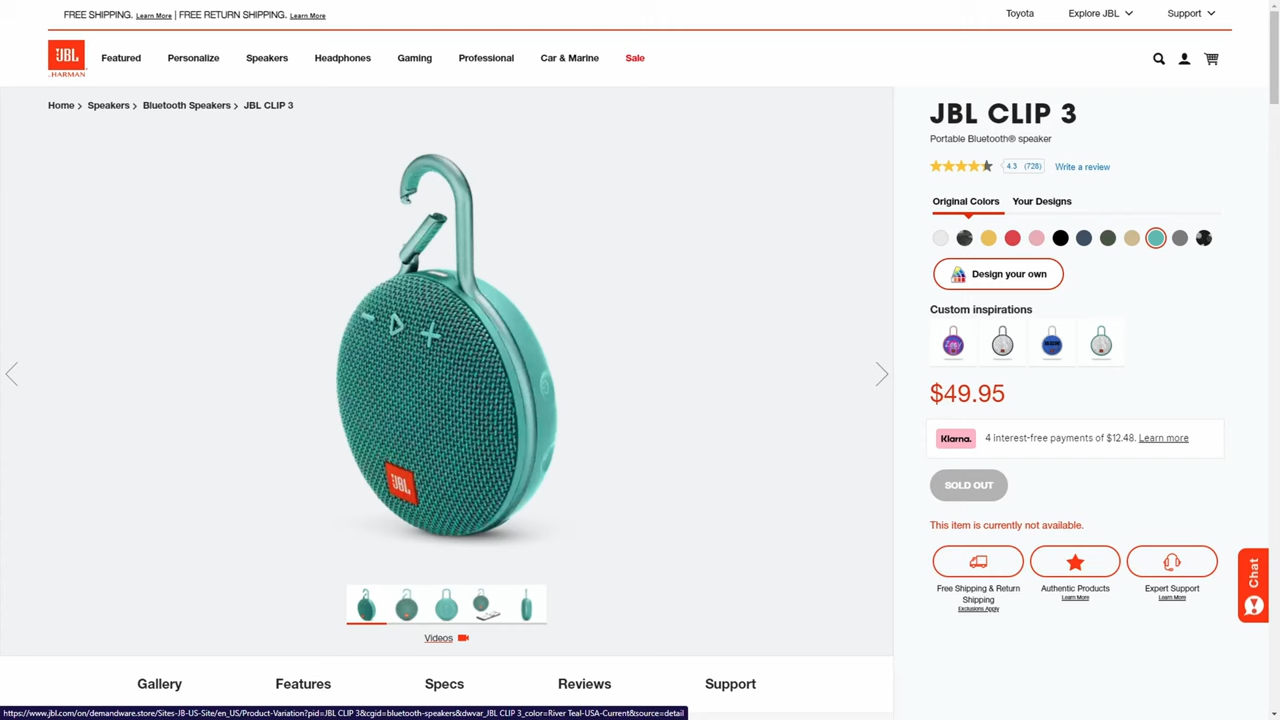 FREE SHIPPING. Learn More | FREE RETURN SHIPPING. Learn More
Toyota
Explore JBL
Support
JBL
by HARMAN
Featured
Personalize
Speakers
Headphones
Gaming
Professional
Car & Marine
Sale
Home > Speakers > Bluetooth Speakers > JBL CLIP 3
JBL CLIP 3
Portable Bluetooth® speaker
4.3 (726)
Write a review
Original Colors
Your Designs
Design your own
Custom inspirations
$49.95
Klarna.
4 interest-free payments of $12.48. Learn more
SOLD OUT
This item is currently not available.
Free Shipping & Return
Shipping
Exclusions Apply
Authentic Products
Learn More
Expert Support
Learn More
Chat
JBL
Videos
Gallery
Features
Specs
Reviews
Support
https://www.jbl.com/on/demandware.store/Sites-JB-US-Site/en_US/Product-Variation?pid=JBL CLIP 3&cgid=bluetooth-speakers&dwvar_JBL CLIP 3_color=River Teal-USA-Current&source=detail